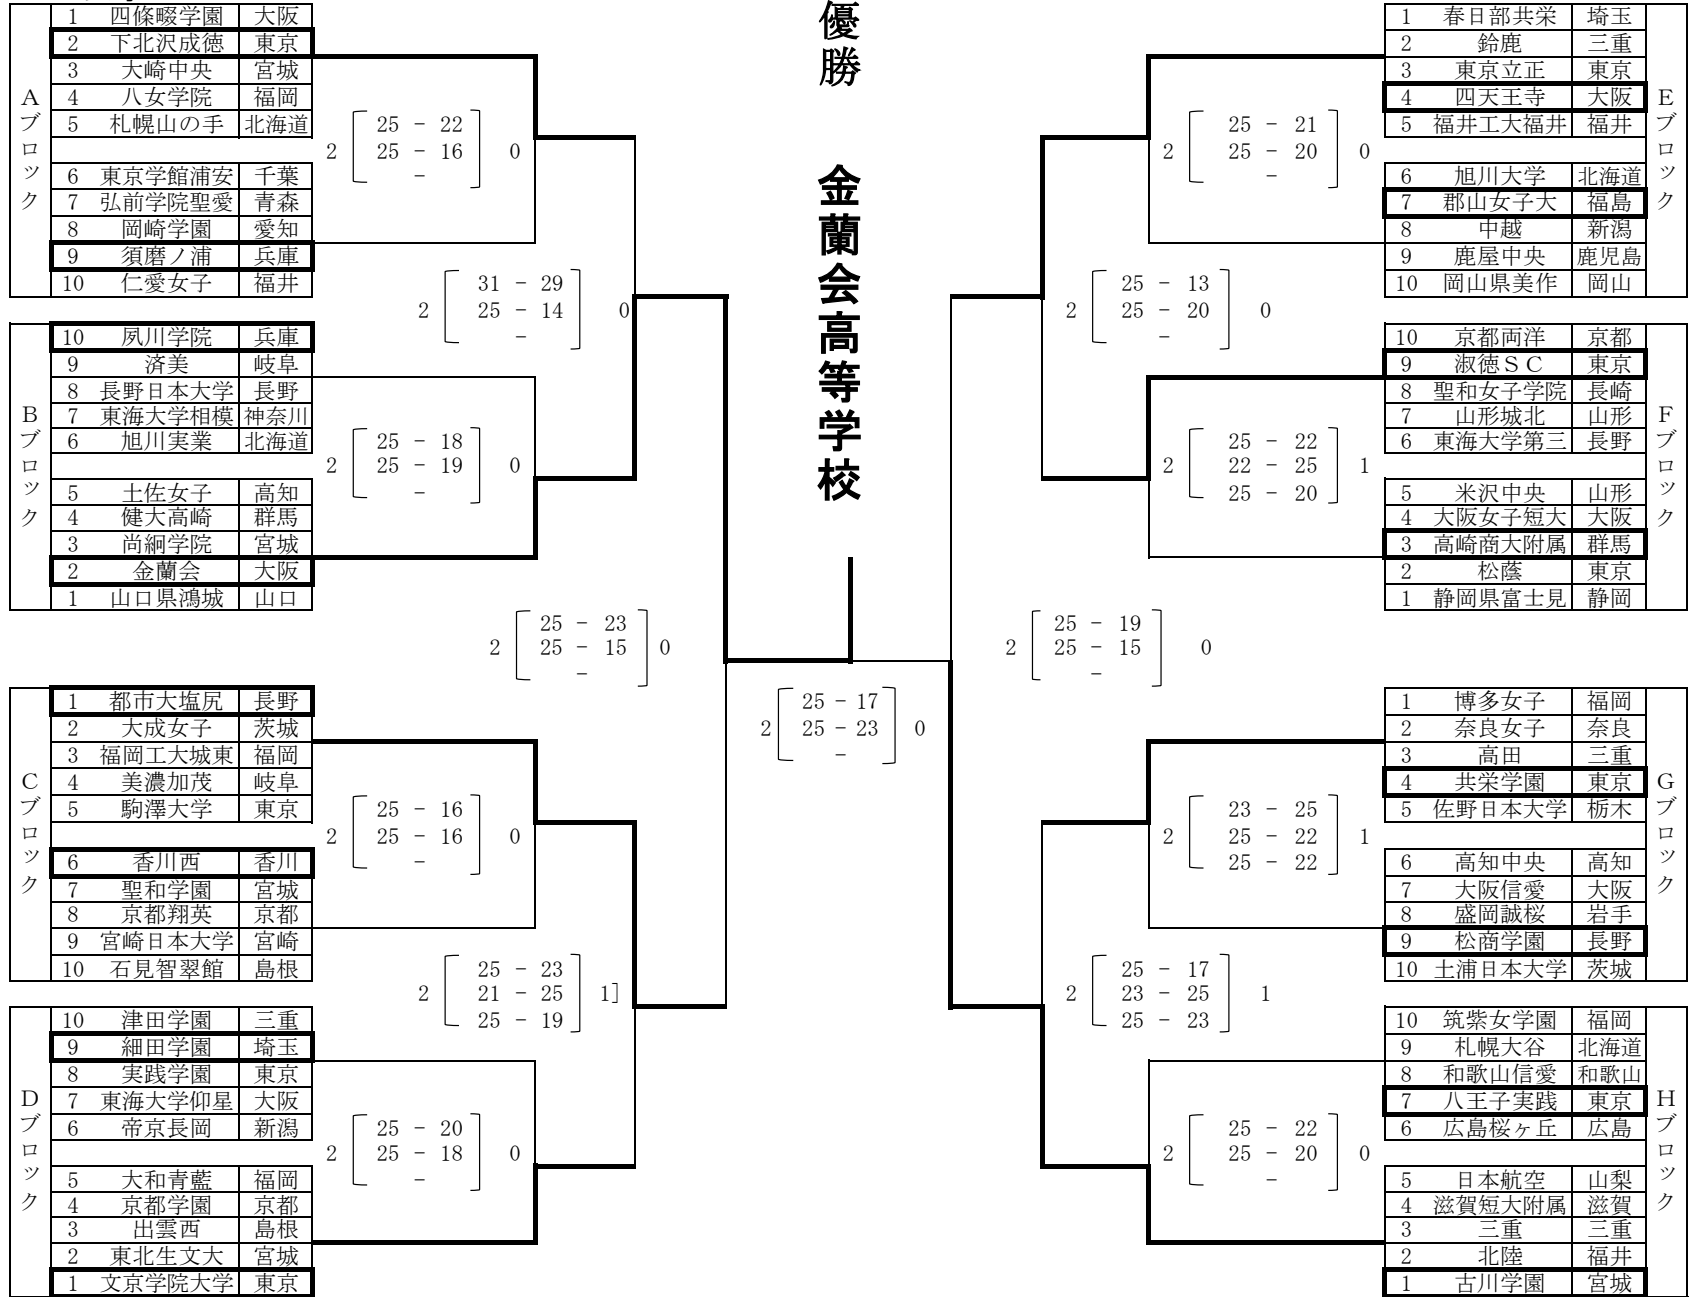 優勝 金蘭会高等学校
Aブロック
1 四條畷学園 大阪
2 下北沢成徳 東京
3 大崎中央 宮城
4 八女学院 福岡
5 札幌山の手 北海道
6 東京学館浦安 千葉
7 弘前学院聖愛 青森
8 岡崎学園 愛知
9 須磨ノ浦 兵庫
10 仁愛女子 福井
2 [25 - 22 25 - 16 -] 0
2 [31 - 29 25 - 14 -] 0
Bブロック
10 夙川学院 兵庫
9 済美 岐阜
8 長野日本大学 長野
7 東海大学相模 神奈川
6 旭川実業 北海道
5 土佐女子 高知
4 健大高崎 群馬
3 尚絅学院 宮城
2 金蘭会 大阪
1 山口県鴻城 山口
2 [25 - 18 25 - 19 -] 0
2 [25 - 23 25 - 15 -] 0
Cブロック
1 都市大塩尻 長野
2 大成女子 茨城
3 福岡工大城東 福岡
4 美濃加茂 岐阜
5 駒澤大学 東京
6 香川西 香川
7 聖和学園 宮城
8 京都翔英 京都
9 宮崎日本大学 宮崎
10 石見智翠館 島根
2 [25 - 16 25 - 16 -] 0
2 [25 - 23 21 - 25 25 - 19] 1]
Dブロック
10 津田学園 三重
9 細田学園 埼玉
8 実践学園 東京
7 東海大学仰星 大阪
6 帝京長岡 新潟
5 大和青藍 福岡
4 京都学園 京都
3 出雲西 島根
2 東北生文大 宮城
1 文京学院大学 東京
2 [25 - 20 25 - 18 -] 0
2 [25 - 17 25 - 23 -] 0
Eブロック
1 春日部共栄 埼玉
2 鈴鹿 三重
3 東京立正 東京
4 四天王寺 大阪
5 福井工大福井 福井
6 旭川大学 北海道
7 郡山女子大 福島
8 中越 新潟
9 鹿屋中央 鹿児島
10 岡山県美作 岡山
2 [25 - 21 25 - 20 -] 0
2 [25 - 13 25 - 20 -] 0
Fブロック
10 京都両洋 京都
9 淑徳SC 東京
8 聖和女子学院 長崎
7 山形城北 山形
6 東海大学第三 長野
5 米沢中央 山形
4 大阪女子短大 大阪
3 高崎商大附属 群馬
2 松蔭 東京
1 静岡県富士見 静岡
2 [25 - 22 22 - 25 25 - 20] 1
2 [25 - 19 25 - 15 -] 0
Gブロック
1 博多女子 福岡
2 奈良女子 奈良
3 高田 三重
4 共栄学園 東京
5 佐野日本大学 栃木
6 高知中央 高知
7 大阪信愛 大阪
8 盛岡誠桜 岩手
9 松商学園 長野
10 土浦日本大学 茨城
2 [23 - 25 25 - 22 25 - 22] 1
2 [25 - 17 23 - 25 25 - 23] 1
Hブロック
10 筑紫女学園 福岡
9 札幌大谷 北海道
8 和歌山信愛 和歌山
7 八王子実践 東京
6 広島桜ヶ丘 広島
5 日本航空 山梨
4 滋賀短大附属 滋賀
3 三重 三重
2 北陸 福井
1 古川学園 宮城
2 [25 - 22 25 - 20 -] 0